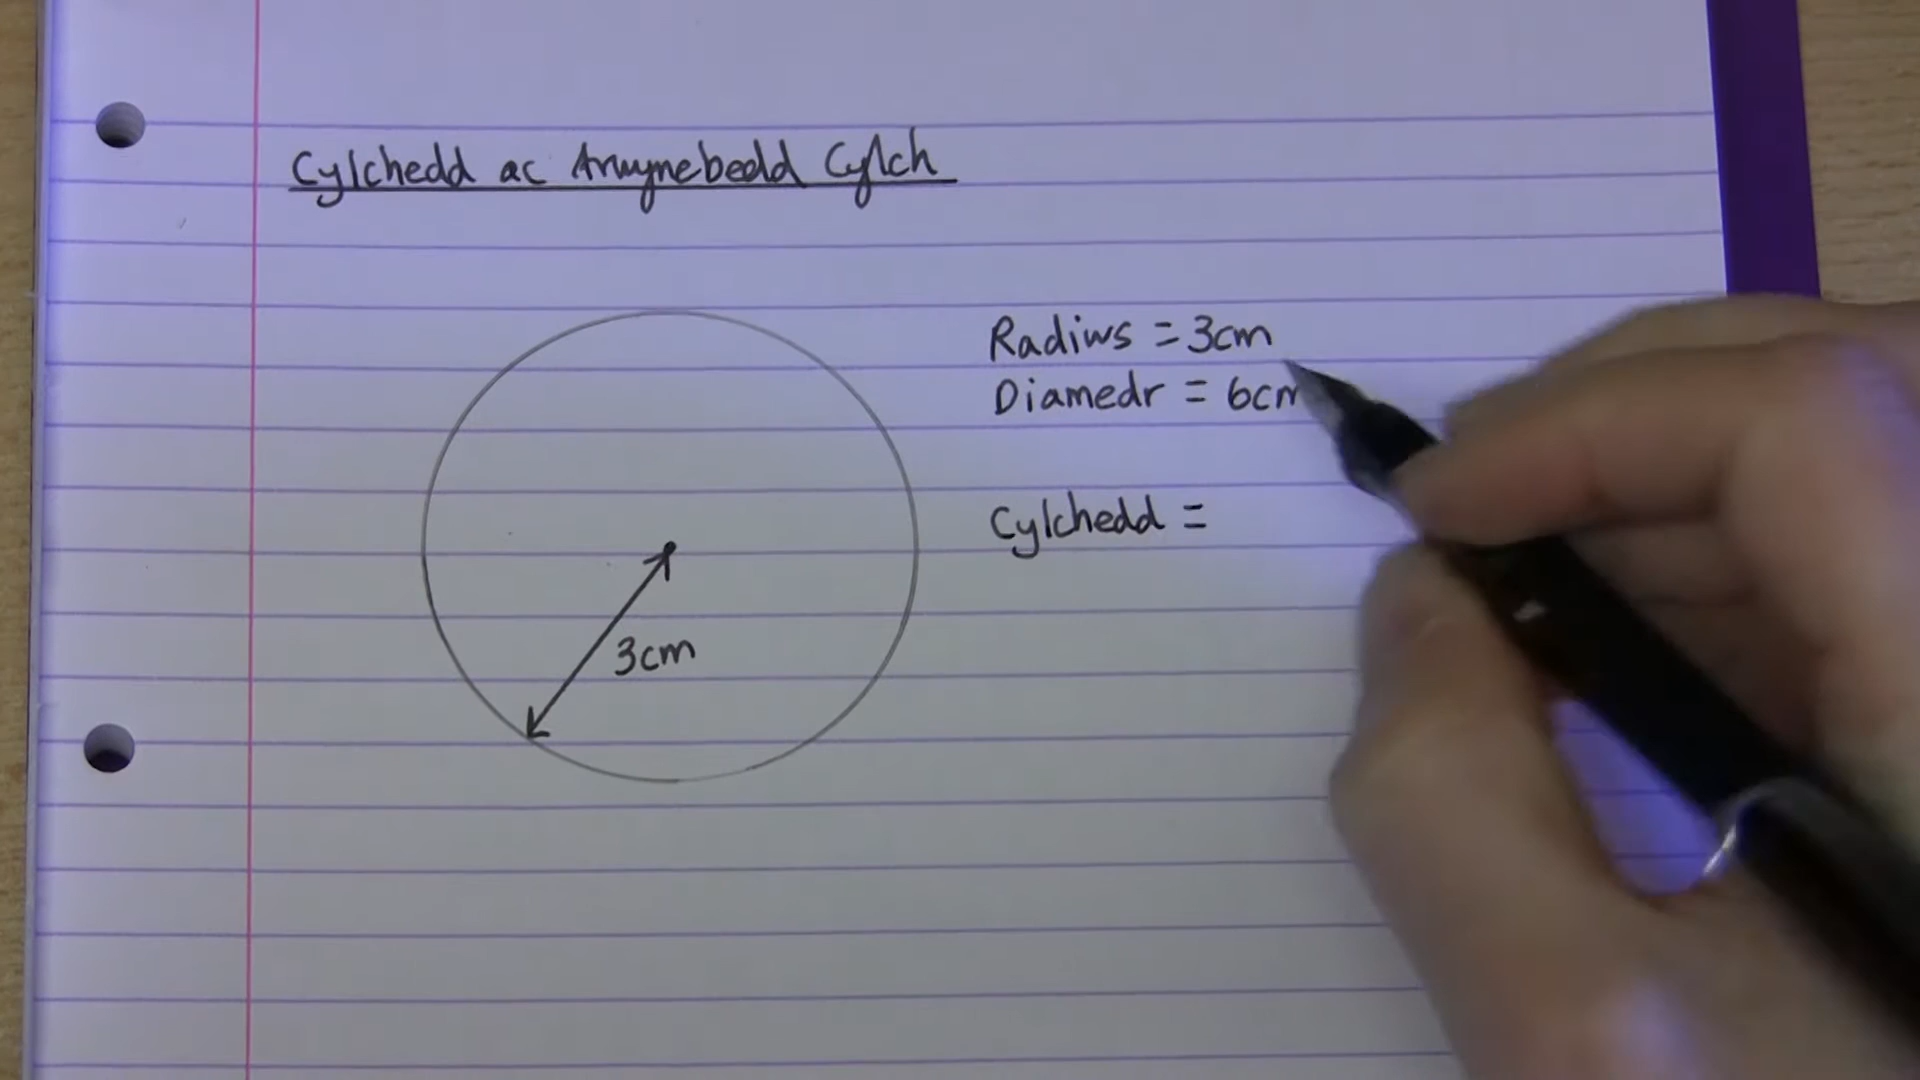 Cylchedd ac Arwynebedd Cylch
Radiws = 3cm
Diamedr = 6cm
Cylchedd =
3cm